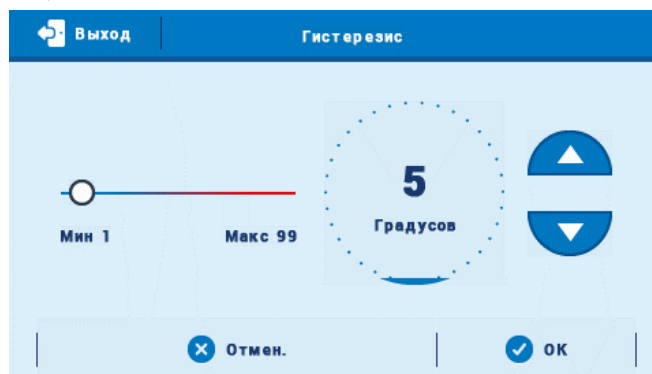 Выход
Гистерезис
5
Градусов
Мин 1
Макс 99
Отмен.
OK